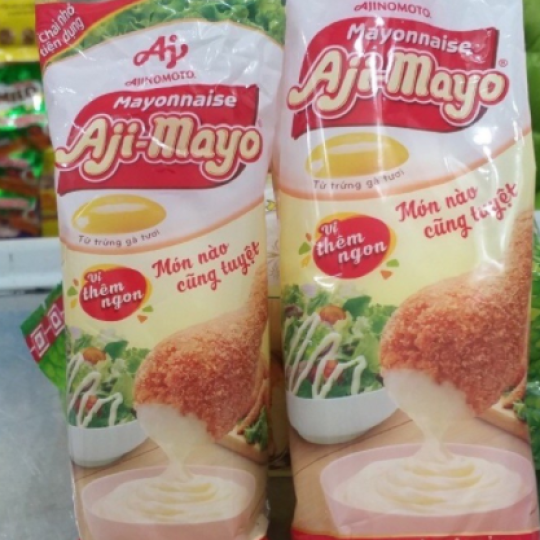 Chai nhỏ
tiện dụng
Aj
AJINOMOTO®
Mayonnaise
Aji-mayo®
Từ trứng gà tươi
Vị
thêm
ngon
Món nào
cũng tuyệt
AJINOMOTO
Mayonnaise
Aji-mayo®
Từ trứng gà tươi
Vị
thêm
ngon
Món nào
cũng tuyệt